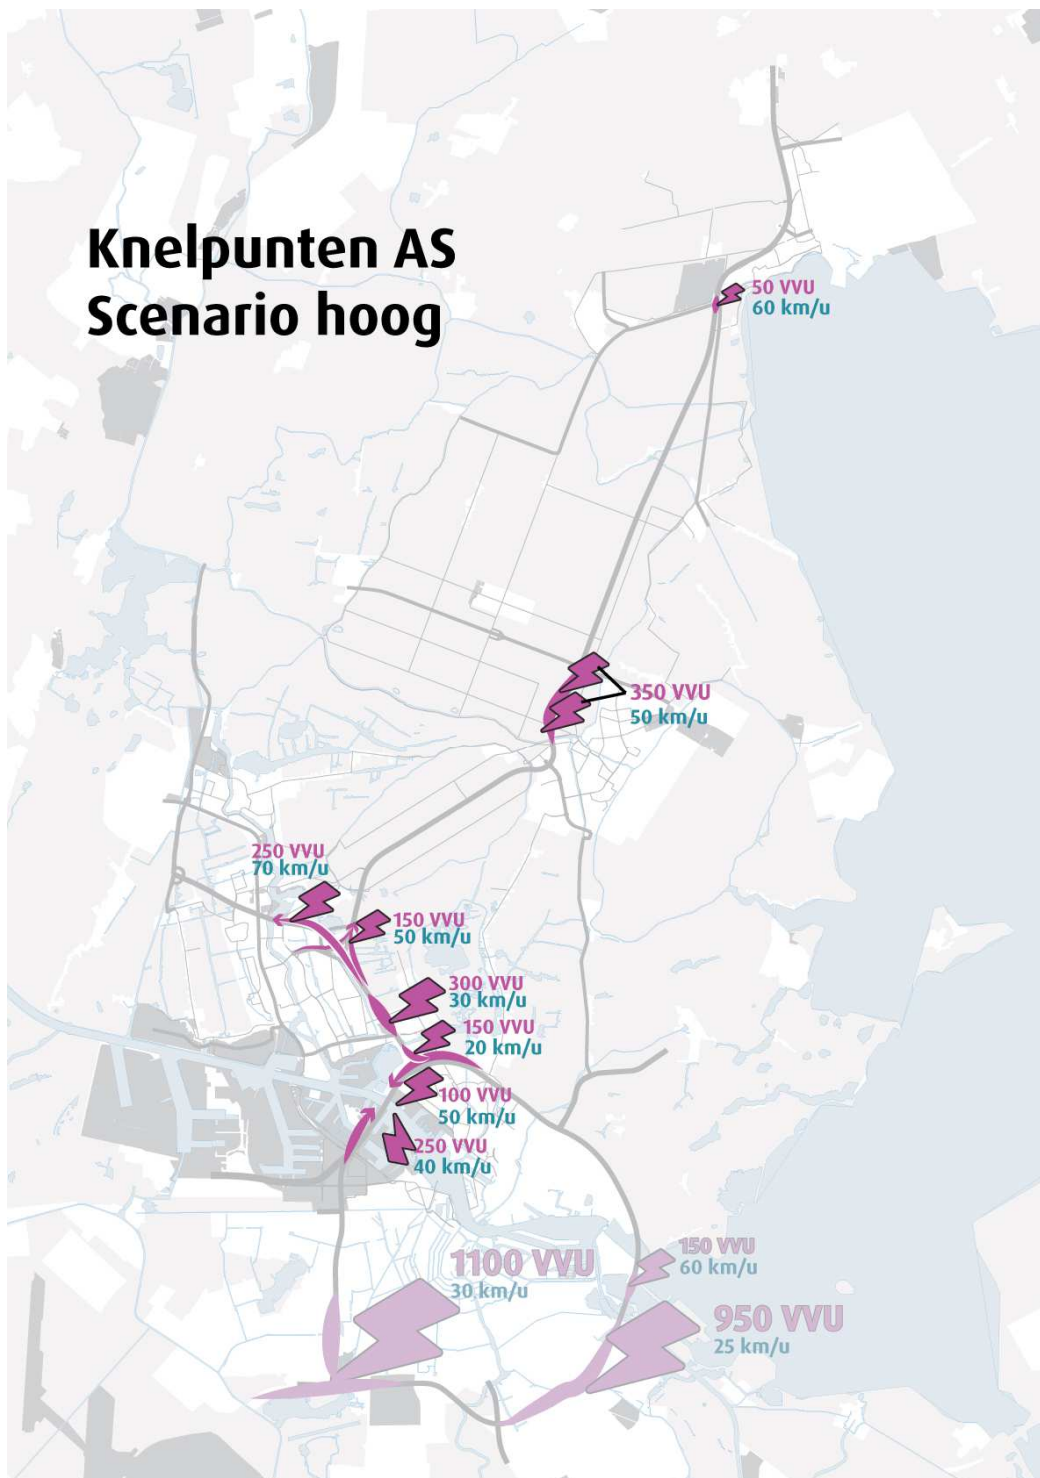 Knelpunten AS
Scenario hoog
50 VVU
60 km/u
350 VVU
50 km/u
250 VVU
70 km/u
150 VVU
50 km/u
300 VVU
30 km/u
150 VVU
20 km/u
100 VVU
50 km/u
250 VVU
40 km/u
1100 VVU
30 km/u
150 VVU
60 km/u
950 VVU
25 km/u